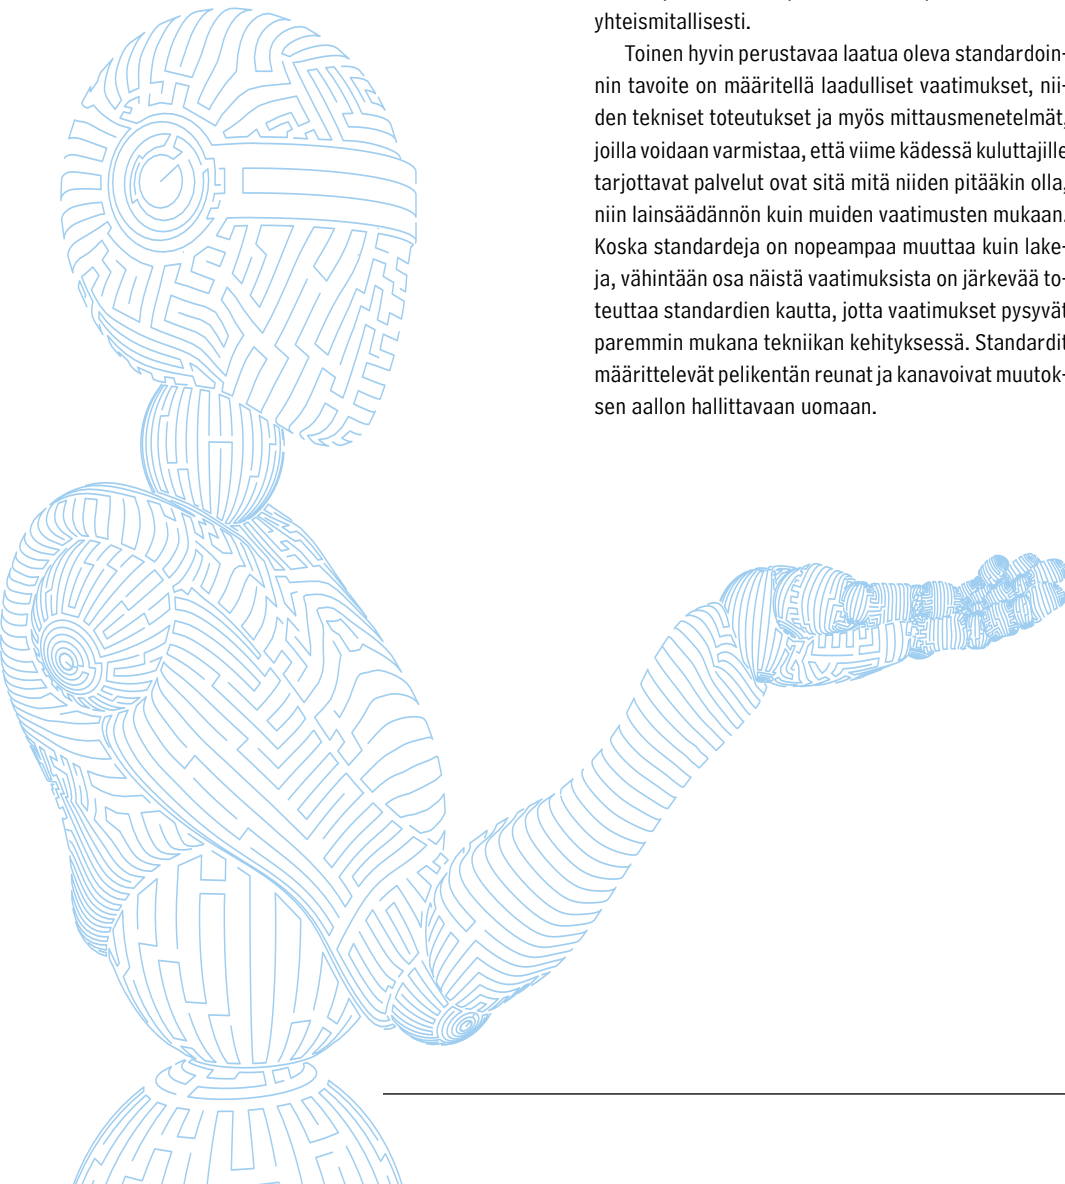 yhteismitallisesti.
Toinen hyvin perustavaa laatua oleva standardoin-
nin tavoite on määritellä laadulliset vaatimukset, nii-
den tekniset toteutukset ja myös mittausmenetelmät,
joilla voidaan varmistaa, että viime kädessä kuluttajille
tarjottavat palvelut ovat sitä mitä niiden pitääkin olla,
niin lainsäädännön kuin muiden vaatimusten mukaan.
Koska standardeja on nopeampaa muuttaa kuin lake-
ja, vähintään osa näistä vaatimuksista on järkevää to-
teuttaa standardien kautta, jotta vaatimukset pysyvät
paremmin mukana tekniikan kehityksessä. Standardit
määrittelevät pelikentän reunat ja kanavoivat muutok-
sen aallon hallittavaan uomaan.